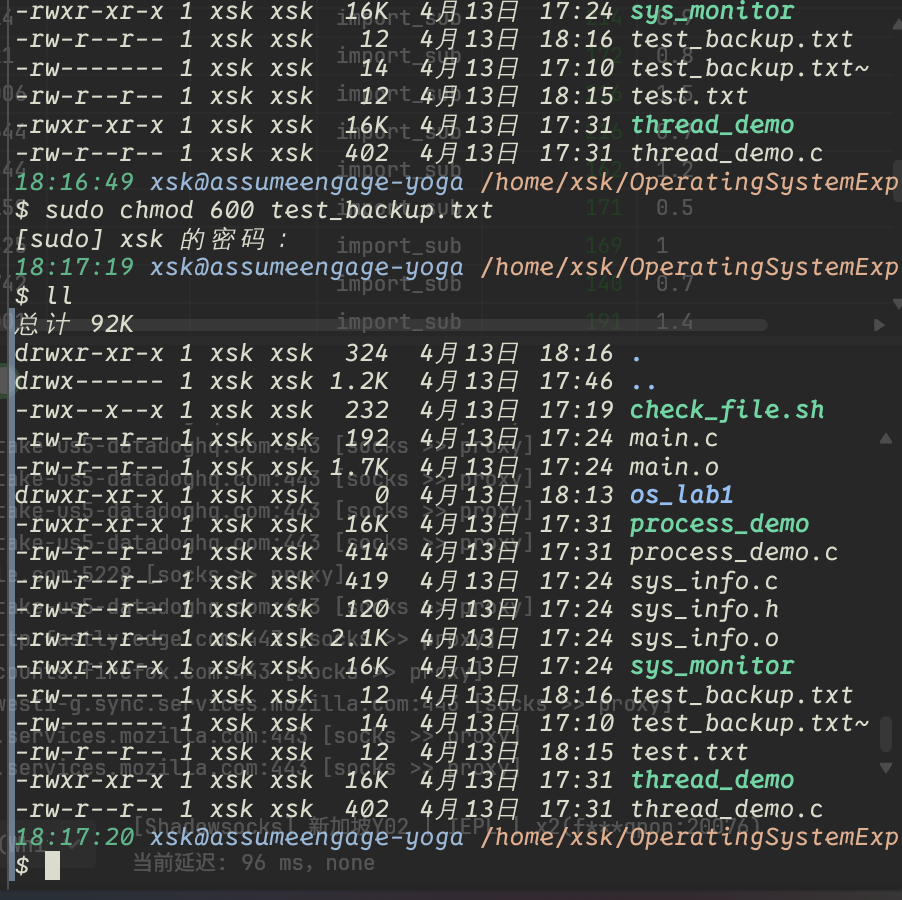 -rwxr-xr-x 1 xsk xsk  16K  4月13日 17:24 sys_monitor
-rw-r--r-- 1 xsk xsk   12  4月13日 18:16 test_backup.txt
-rw------- 1 xsk xsk   14  4月13日 17:10 test_backup.txt~
-rw-r--r-- 1 xsk xsk   12  4月13日 18:15 test.txt
-rwxr-xr-x 1 xsk xsk  16K  4月13日 17:31 thread_demo
-rw-r--r-- 1 xsk xsk  402  4月13日 17:31 thread_demo.c
18:16:49 xsk@assumeengage-yoga /home/xsk/OperatingSystemExp
$ sudo chmod 600 test_backup.txt
[sudo] xsk 的密码：
18:17:19 xsk@assumeengage-yoga /home/xsk/OperatingSystemExp
$ ll
总计 92K
drwxr-xr-x 1 xsk xsk  324  4月13日 18:16 .
drwx------ 1 xsk xsk 1.2K  4月13日 17:46 ..
-rwx--x--x 1 xsk xsk  232  4月13日 17:19 check_file.sh
-rw-r--r-- 1 xsk xsk  192  4月13日 17:24 main.c
-rw-r--r-- 1 xsk xsk 1.7K  4月13日 17:24 main.o
drwxr-xr-x 1 xsk xsk    0  4月13日 18:13 os_lab1
-rwxr-xr-x 1 xsk xsk  16K  4月13日 17:31 process_demo
-rw-r--r-- 1 xsk xsk  414  4月13日 17:31 process_demo.c
-rw-r--r-- 1 xsk xsk  419  4月13日 17:24 sys_info.c
-rw-r--r-- 1 xsk xsk  120  4月13日 17:24 sys_info.h
-rw-r--r-- 1 xsk xsk 2.1K  4月13日 17:24 sys_info.o
-rwxr-xr-x 1 xsk xsk  16K  4月13日 17:24 sys_monitor
-rw------- 1 xsk xsk   12  4月13日 18:16 test_backup.txt
-rw------- 1 xsk xsk   14  4月13日 17:10 test_backup.txt~
-rw-r--r-- 1 xsk xsk   12  4月13日 18:15 test.txt
-rwxr-xr-x 1 xsk xsk  16K  4月13日 17:31 thread_demo
-rw-r--r-- 1 xsk xsk  402  4月13日 17:31 thread_demo.c
18:17:20 xsk@assumeengage-yoga /home/xsk/OperatingSystemExp
$
当前延迟: 96 ms, none